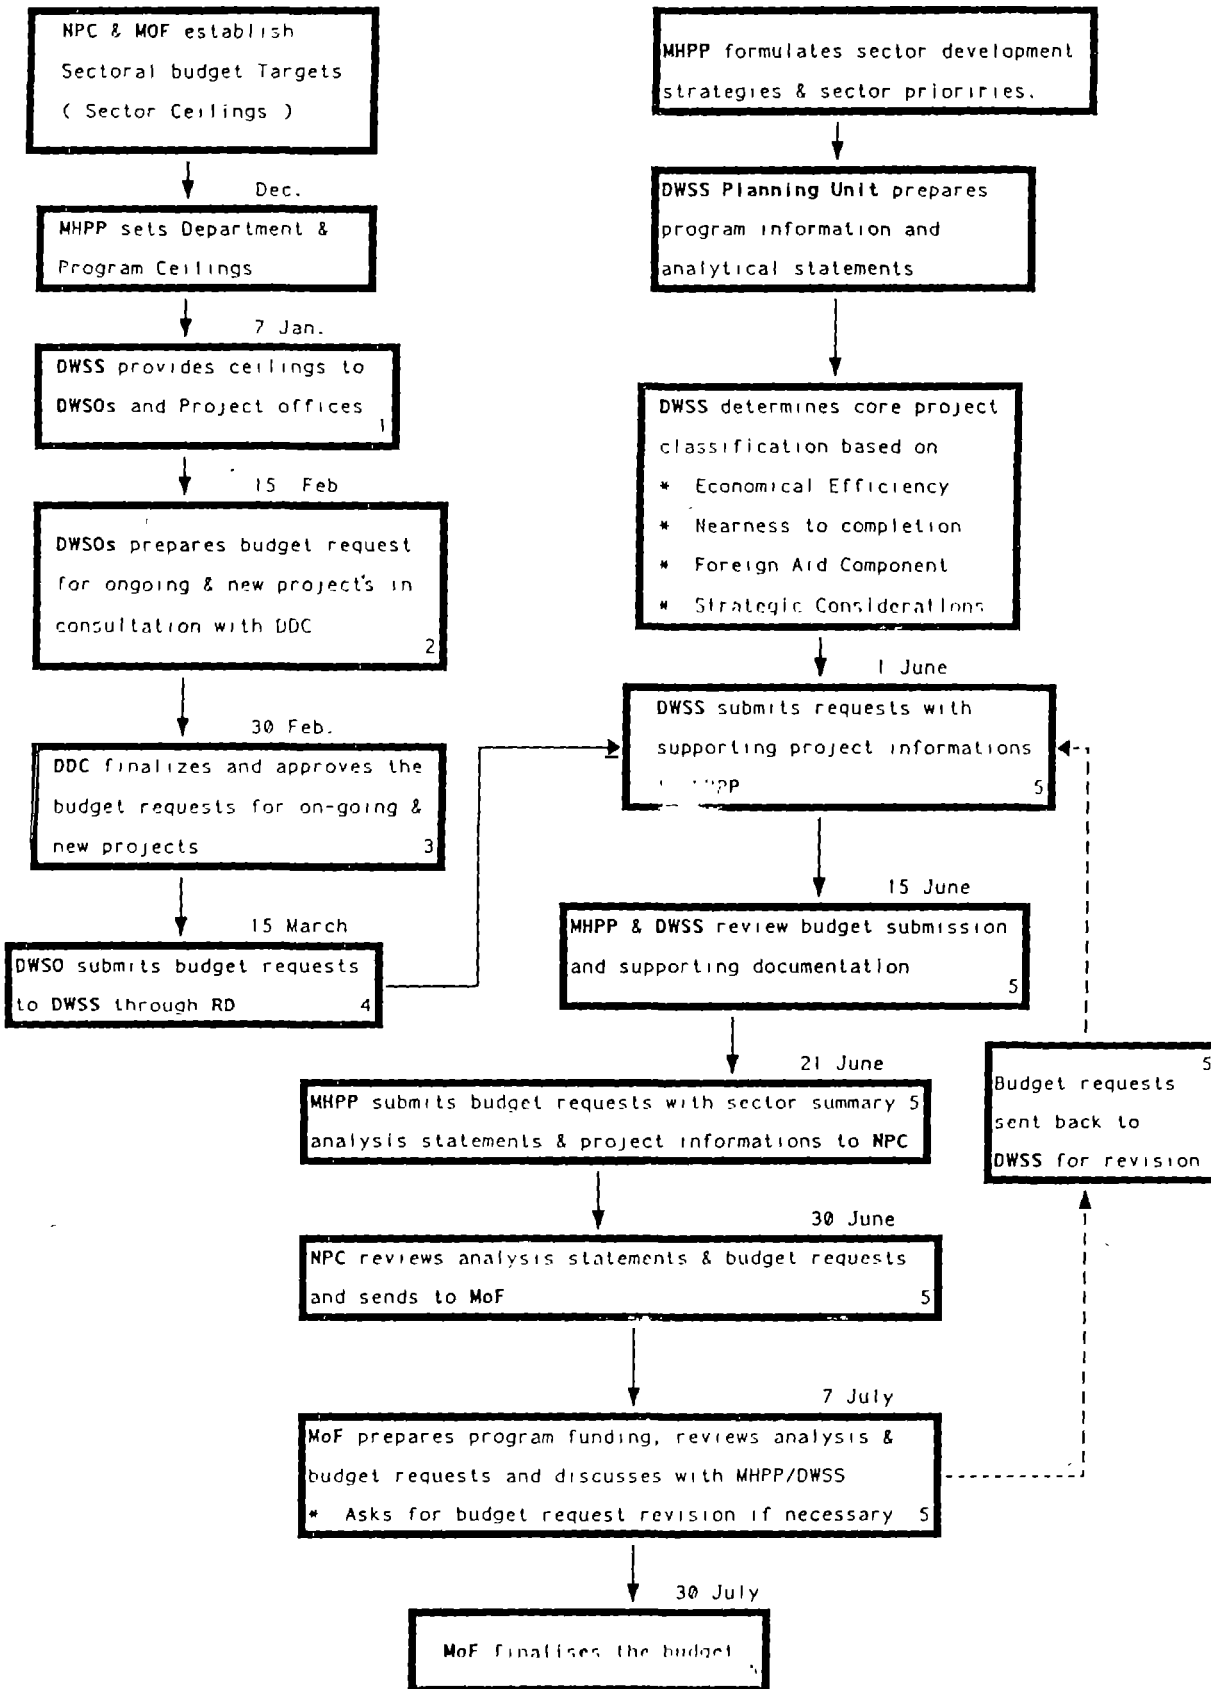 NPC & MOF establish
Sectoral budget Targets
( Sector Ceilings )
Dec.
MHPP sets Department &
Program Ceilings
7 Jan.
DWSS provides ceilings to
DWSOs and Project offices
1
15 Feb
DWSOs prepares budget request
for ongoing & new project's in
consultation with DDC
2
30 Feb.
DDC finalizes and approves the
budget requests for on-going &
new projects 3
15 March
DWSO submits budget requests
to DWSS through RD 4
MHPP formulates sector development
strategies & sector prioriries.
DWSS Planning Unit prepares
program information and
analytical statements
DWSS determines core project
classification based on
* Economical Efficiency
* Nearness to completion
* Foreign Aid Component
* Strategic Considerations
1 June
DWSS submits requests with
supporting project informations
5
15 June
MHPP & DWSS review budget submission
and supporting documentation
5
21 June
MHPP submits budget requests with sector summary 5
analysis statements & project informations to NPC
30 June
NPC reviews analysis statements & budget requests
and sends to MoF 5
7 July
MoF prepares program funding, reviews analysis &
budget requests and discusses with MHPP/DWSS
* Asks for budget request revision if necessary 5
30 July
MoF finalises the budget
5
Budget requests
sent back to
DWSS for revision